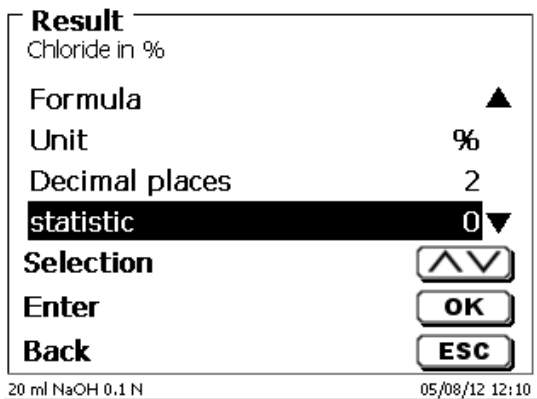 Result
Chloride in %
Formula
Unit %
Decimal places 2
statistic 0
Selection
Enter OK
Back ESC
20 ml NaOH 0.1 N 05/08/12 12:10